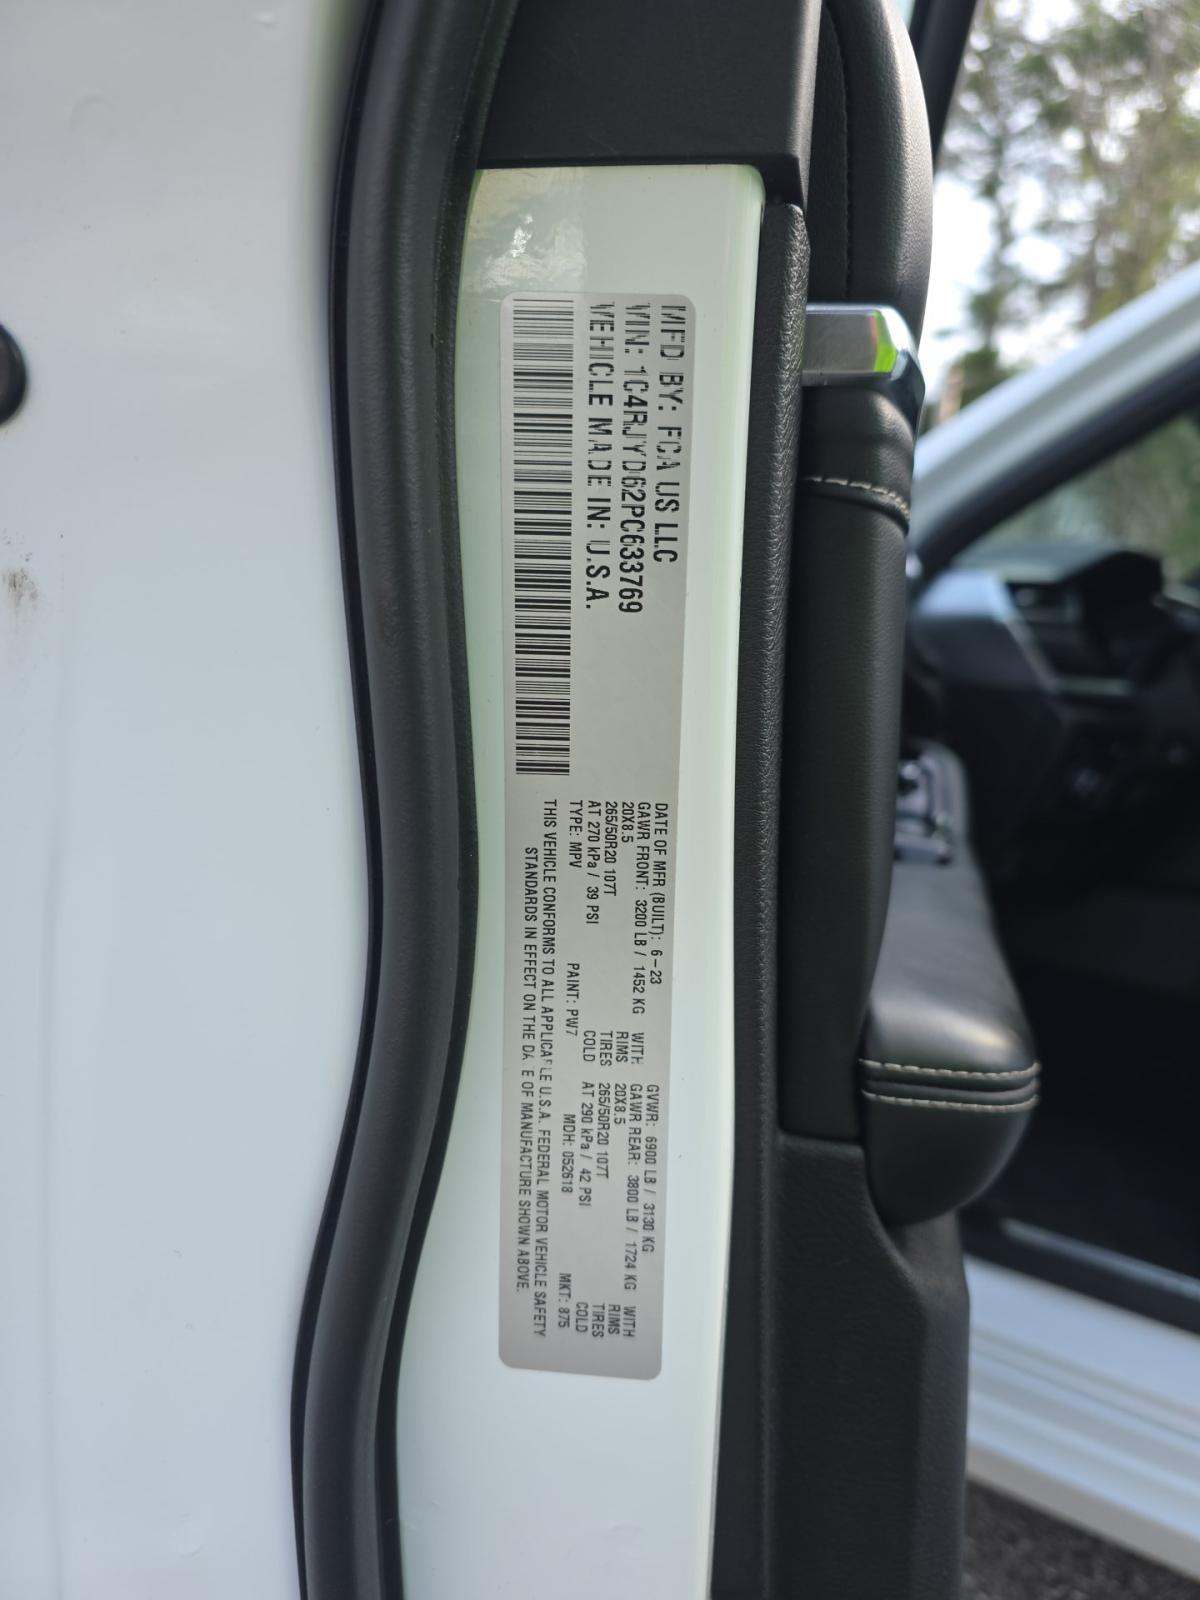 MFD BY: FCA US LLC
VIN: 1C4RJYD62PC633769
VEHICLE MADE IN: U.S.A.
DATE OF MFR (BUILT): 6-23 GVWR: 6900 LB / 3130 KG
GAWR FRONT: 3200 LB / 1452 KG WITH GAWR REAR: 3800 LB / 1724 KG WITH
20X8.5 RIMS 20X8.5 RIMS
265/50R20 107T TIRES 265/50R20 107T TIRES
AT 270 kPa / 39 PSI COLD AT 290 kPa / 42 PSI COLD
TYPE: MPV PAINT: PW7 MDH: 052618 MKT: 875
THIS VEHICLE CONFORMS TO ALL APPLICABLE U.S.A. FEDERAL MOTOR VEHICLE SAFETY
STANDARDS IN EFFECT ON THE DATE OF MANUFACTURE SHOWN ABOVE.